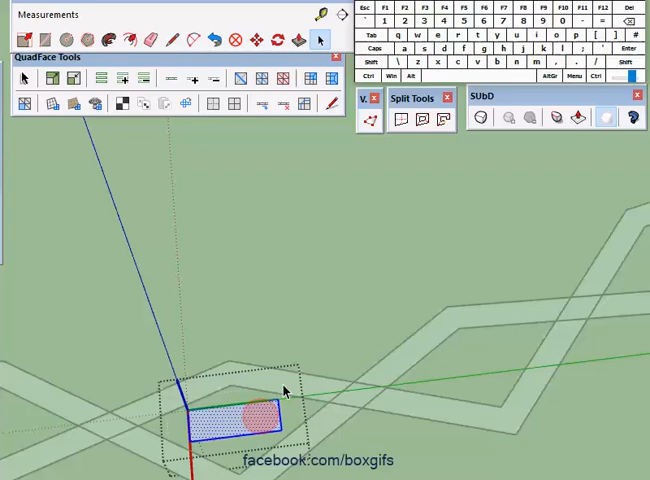 Measurements
QuadFace Tools
Esc F1 F2 F3 F4 F5 F6 F7 F8 F9 F10 F11 F12 Del
` 1 2 3 4 5 6 7 8 9 0 - =
Tab q w e r t y u i o p [ ] #
Caps a s d f g h j k l ; ' Enter
Shift \ z x c v b n m , . / Shift
Ctrl Win Alt AltGr Menu Ctrl
V.
Split Tools
SUbD
facebook.com/boxgifs